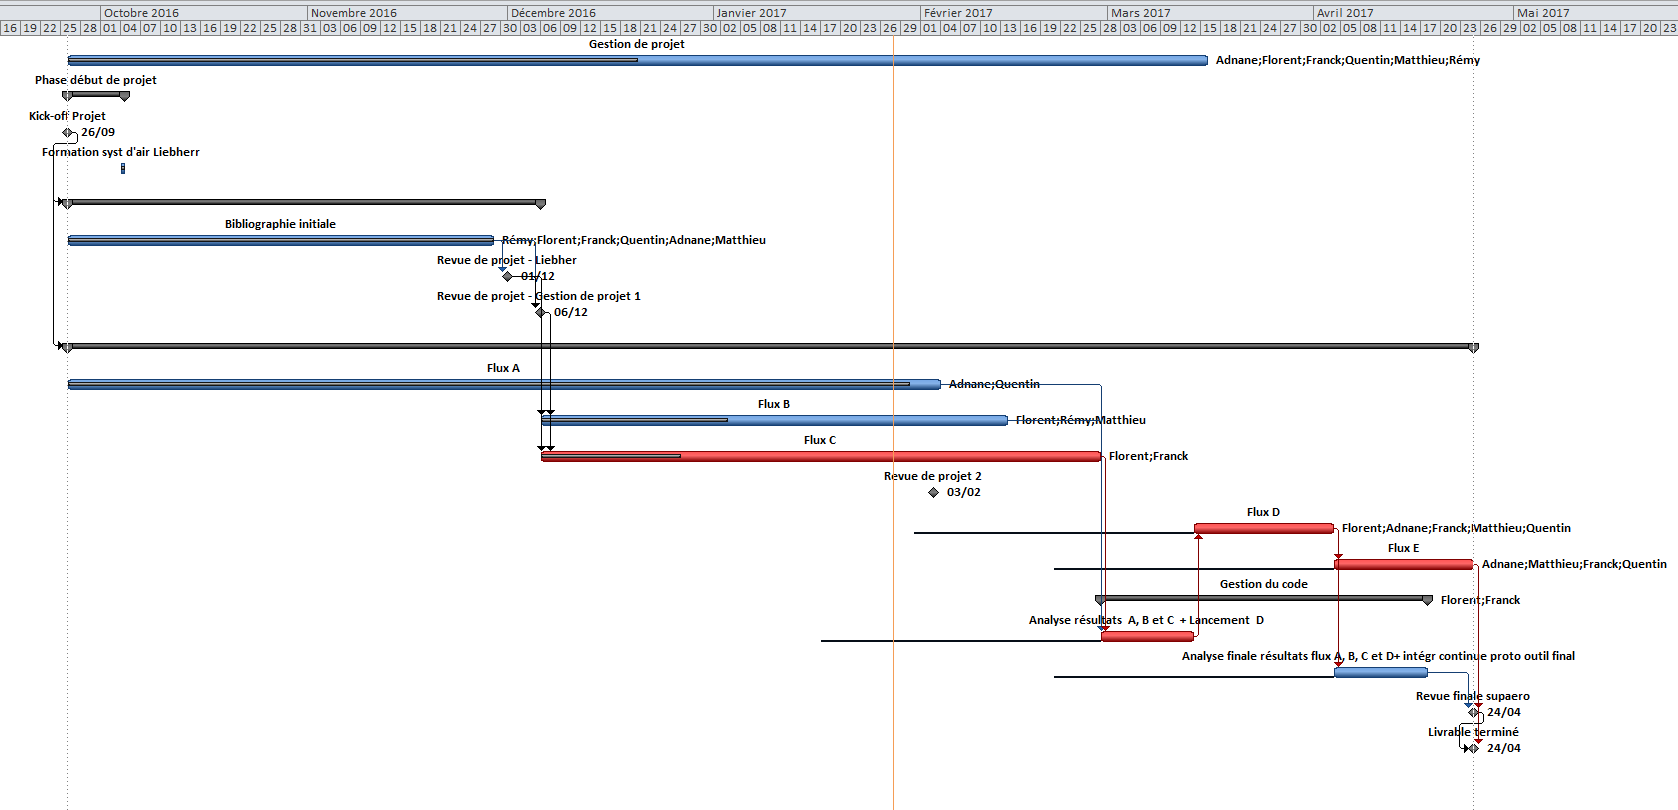 Octobre 2016 Novembre 2016 Décembre 2016 Janvier 2017 Février 2017 Mars 2017 Avril 2017 Mai 2017
16 19 22 25 28 01 04 07 10 13 16 19 22 25 28 31 03 06 09 12 15 18 21 24 27 30 03 06 09 12 15 18 21 24 27 30 02 05 08 11 14 17 20 23 26 29 01 04 07 10 13 16 19 22 25 28 03 06 09 12 15 18 21 24 27 30 02 05 08 11 14 17 20 23 26 29 02 05 08 11 14 17 20 23
Gestion de projet
Adnane;Florent;Franck;Quentin;Matthieu;Rémy
Phase début de projet
Kick-off Projet
26/09
Formation syst d'air Liebherr
Bibliographie initiale
Rémy;Florent;Franck;Quentin;Adnane;Matthieu
Revue de projet - Liebher
01/12
Revue de projet - Gestion de projet 1
06/12
Flux A
Adnane;Quentin
Flux B
Florent;Rémy;Matthieu
Flux C
Florent;Franck
Revue de projet 2
03/02
Flux D
Florent;Adnane;Franck;Matthieu;Quentin
Flux E
Adnane;Matthieu;Franck;Quentin
Gestion du code
Florent;Franck
Analyse résultats  A, B et C  + Lancement  D
Analyse finale résultats flux A, B, C et D+ intégr continue proto outil final
Revue finale supaero
24/04
Livrable terminé
24/04